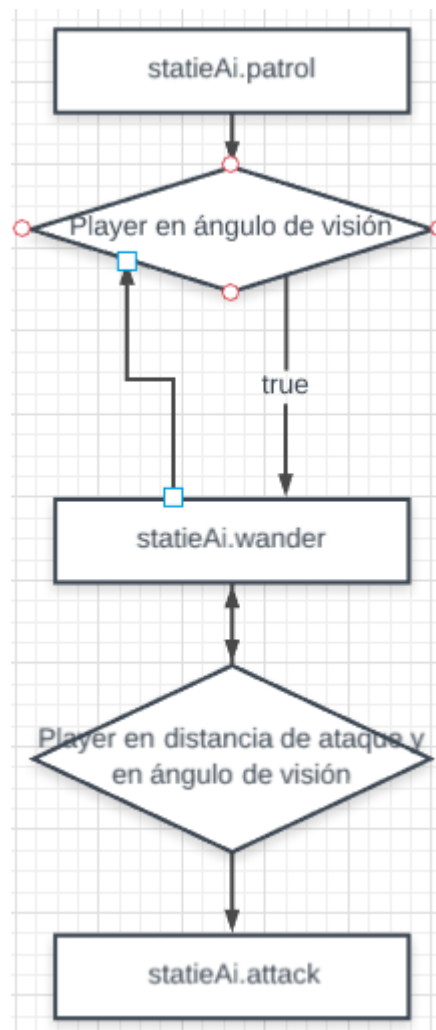 statieAi.patrol
Player en ángulo de visión
true
statieAi.wander
Player en distancia de ataque y
en ángulo de visión
statieAi.attack